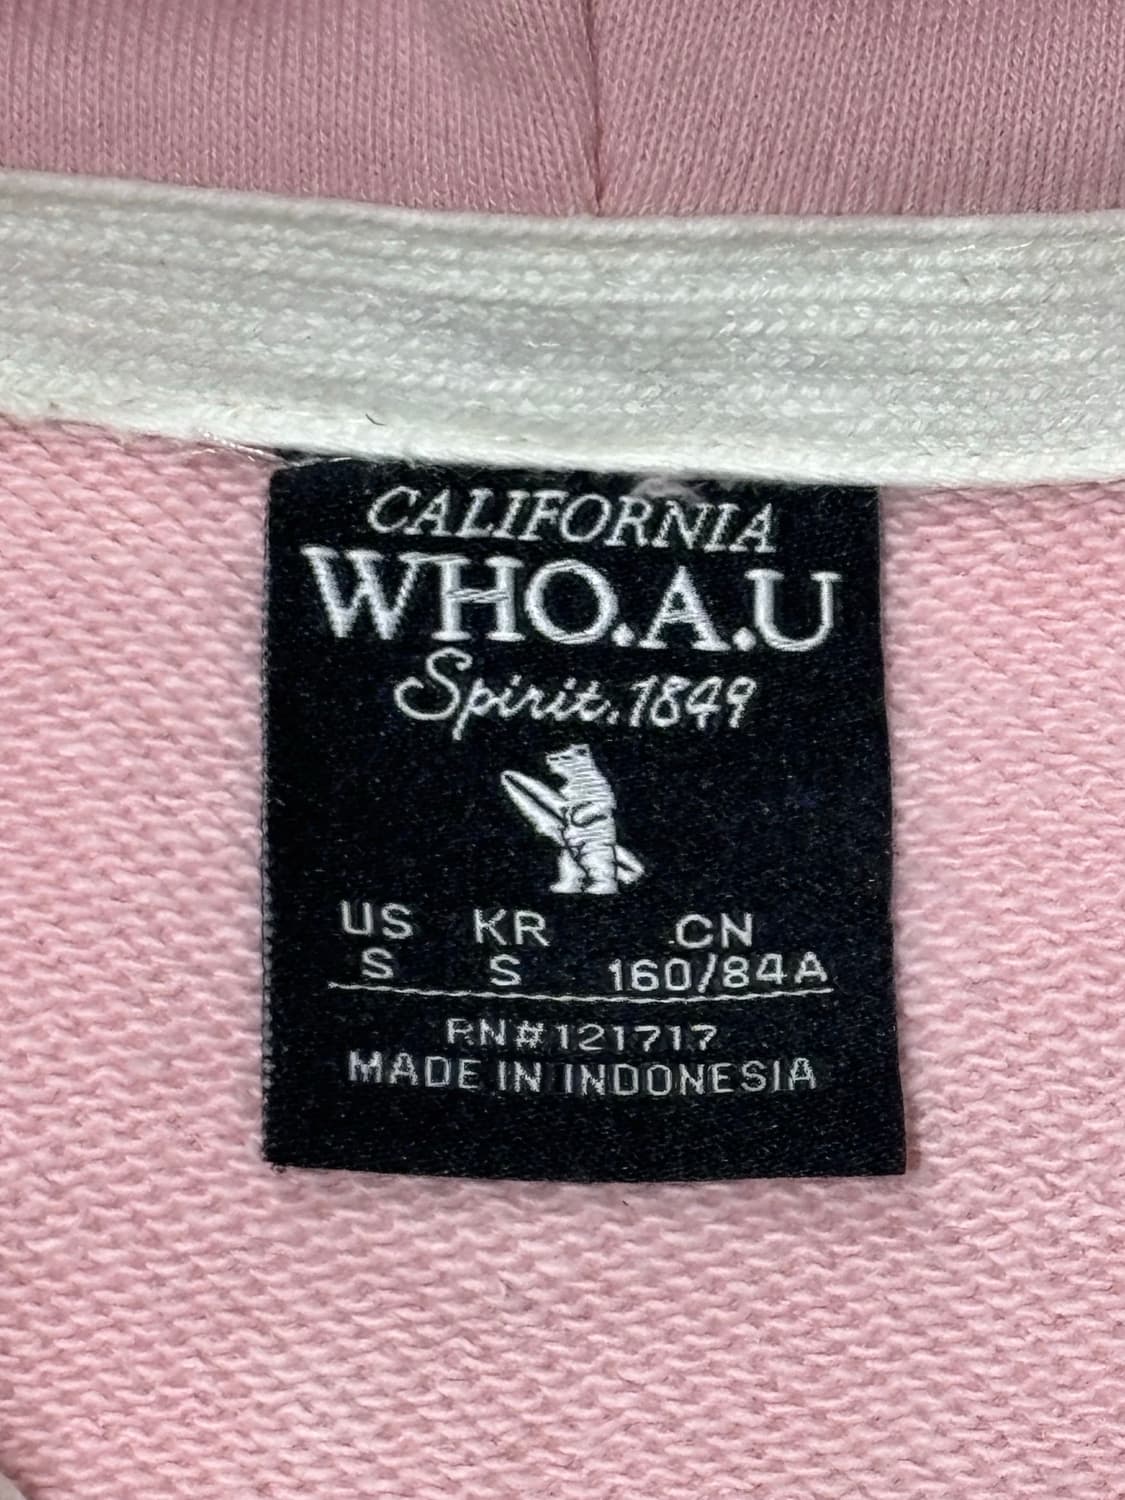 CALIFORNIA
WHO.A.U
Spirit.1849
US KR CN
S S 160/84A
RN#121717
MADE IN INDONESIA